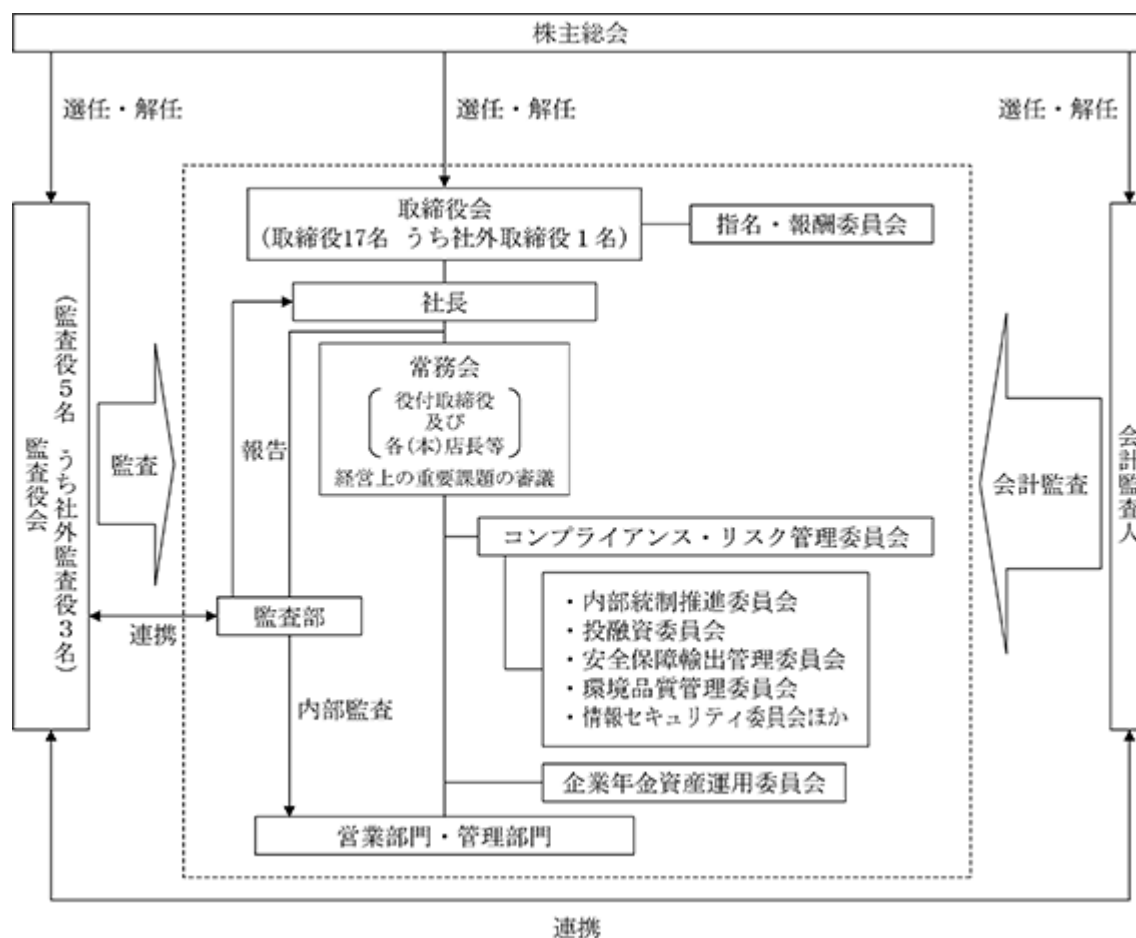 株主総会
選任・解任
選任・解任
選任・解任
取締役会
(取締役17名 うち社外取締役1名)
指名・報酬委員会
社長
常務会
役付取締役
及び
各(本)店長等
経営上の重要課題の審議
報告
監査役会
(監査役5名 うち社外監査役3名)
監査
会計監査
会計監査人
コンプライアンス・リスク管理委員会
・内部統制推進委員会
・投融資委員会
・安全保障輸出管理委員会
・環境品質管理委員会
・情報セキュリティ委員会ほか
監査部
連携
内部監査
企業年金資産運用委員会
営業部門・管理部門
連携